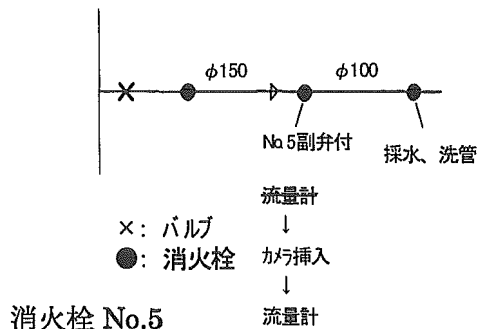 φ150
φ100
No.5副弁付
採水、洗管
流量計
↓
×: バルブ
●: 消火栓
カメラ挿入
↓
流量計
消火栓 No.5